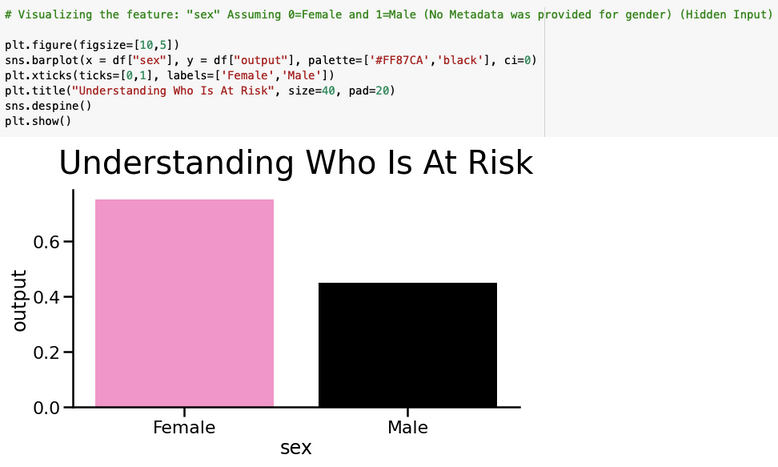 # Visualizing the feature: "sex" Assuming 0=Female and 1=Male (No Metadata was provided for gender) (Hidden Input)
plt.figure(figsize=[10,5])
sns.barplot(x = df["sex"], y = df["output"], palette=['#FF87CA','black'], ci=0)
plt.xticks(ticks=[0,1], labels=['Female','Male'])
plt.title("Understanding Who Is At Risk", size=40, pad=20)
sns.despine()
plt.show()
Understanding Who Is At Risk
0.6
0.4
0.2
0.0
output
Female Male
sex